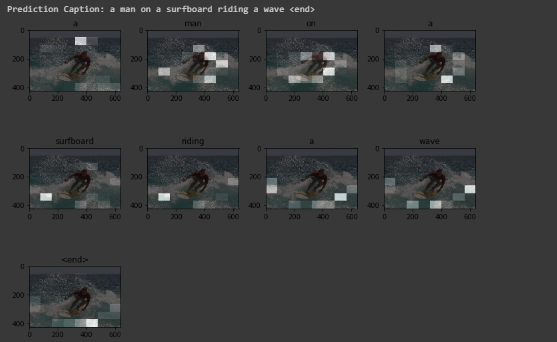 Prediction Caption: a man on a surfboard riding a wave <end>
a man on a
0 0 0 0
200 200 200 200
400 400 400 400
0 200 400 600 0 200 400 600 0 200 400 600 0 200 400 600
surfboard riding a wave
0 0 0 0
200 200 200 200
400 400 400 400
0 200 400 600 0 200 400 600 0 200 400 600 0 200 400 600
<end>
0
200
400
0 200 400 600